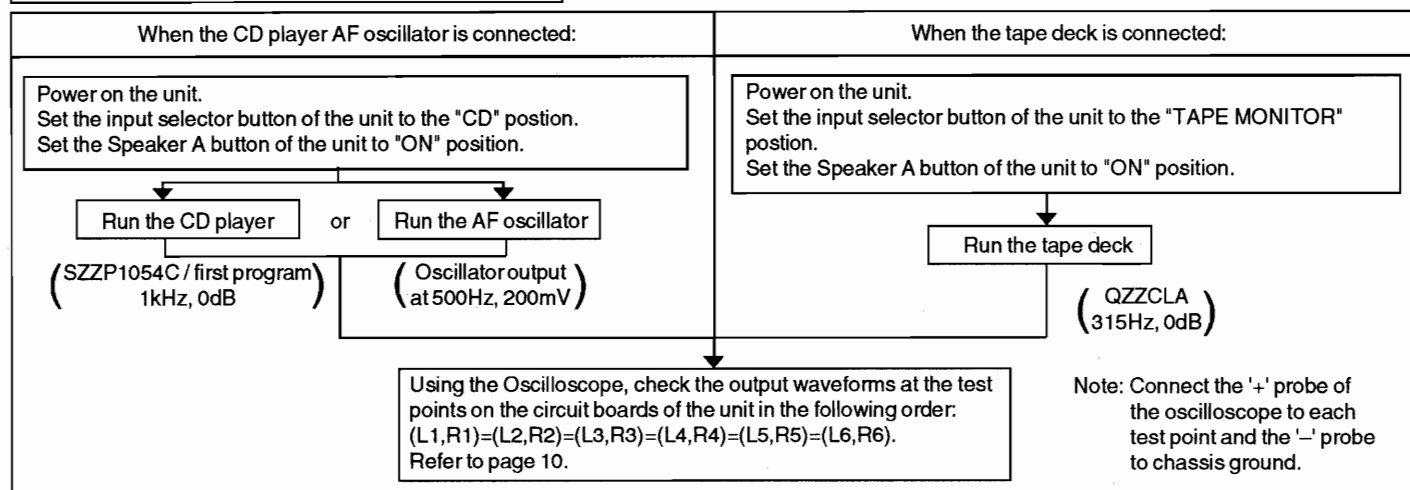 When the CD player AF oscillator is connected:
When the tape deck is connected:
Power on the unit.
Set the input selector button of the unit to the "CD" postion.
Set the Speaker A button of the unit to "ON" position.
Power on the unit.
Set the input selector button of the unit to the "TAPE MONITOR"
postion.
Set the Speaker A button of the unit to "ON" position.
Run the CD player
or
Run the AF oscillator
Run the tape deck
(SZZP1054C / first program)
1kHz, 0dB
(Oscillator output)
at 500Hz, 200mV
(QZZCLA)
315Hz, 0dB
Using the Oscilloscope, check the output waveforms at the test
points on the circuit boards of the unit in the following order:
(L1,R1)=(L2,R2)=(L3,R3)=(L4,R4)=(L5,R5)=(L6,R6).
Refer to page 10.
Note: Connect the '+' probe of
the oscilloscope to each
test point and the '–' probe
to chassis ground.